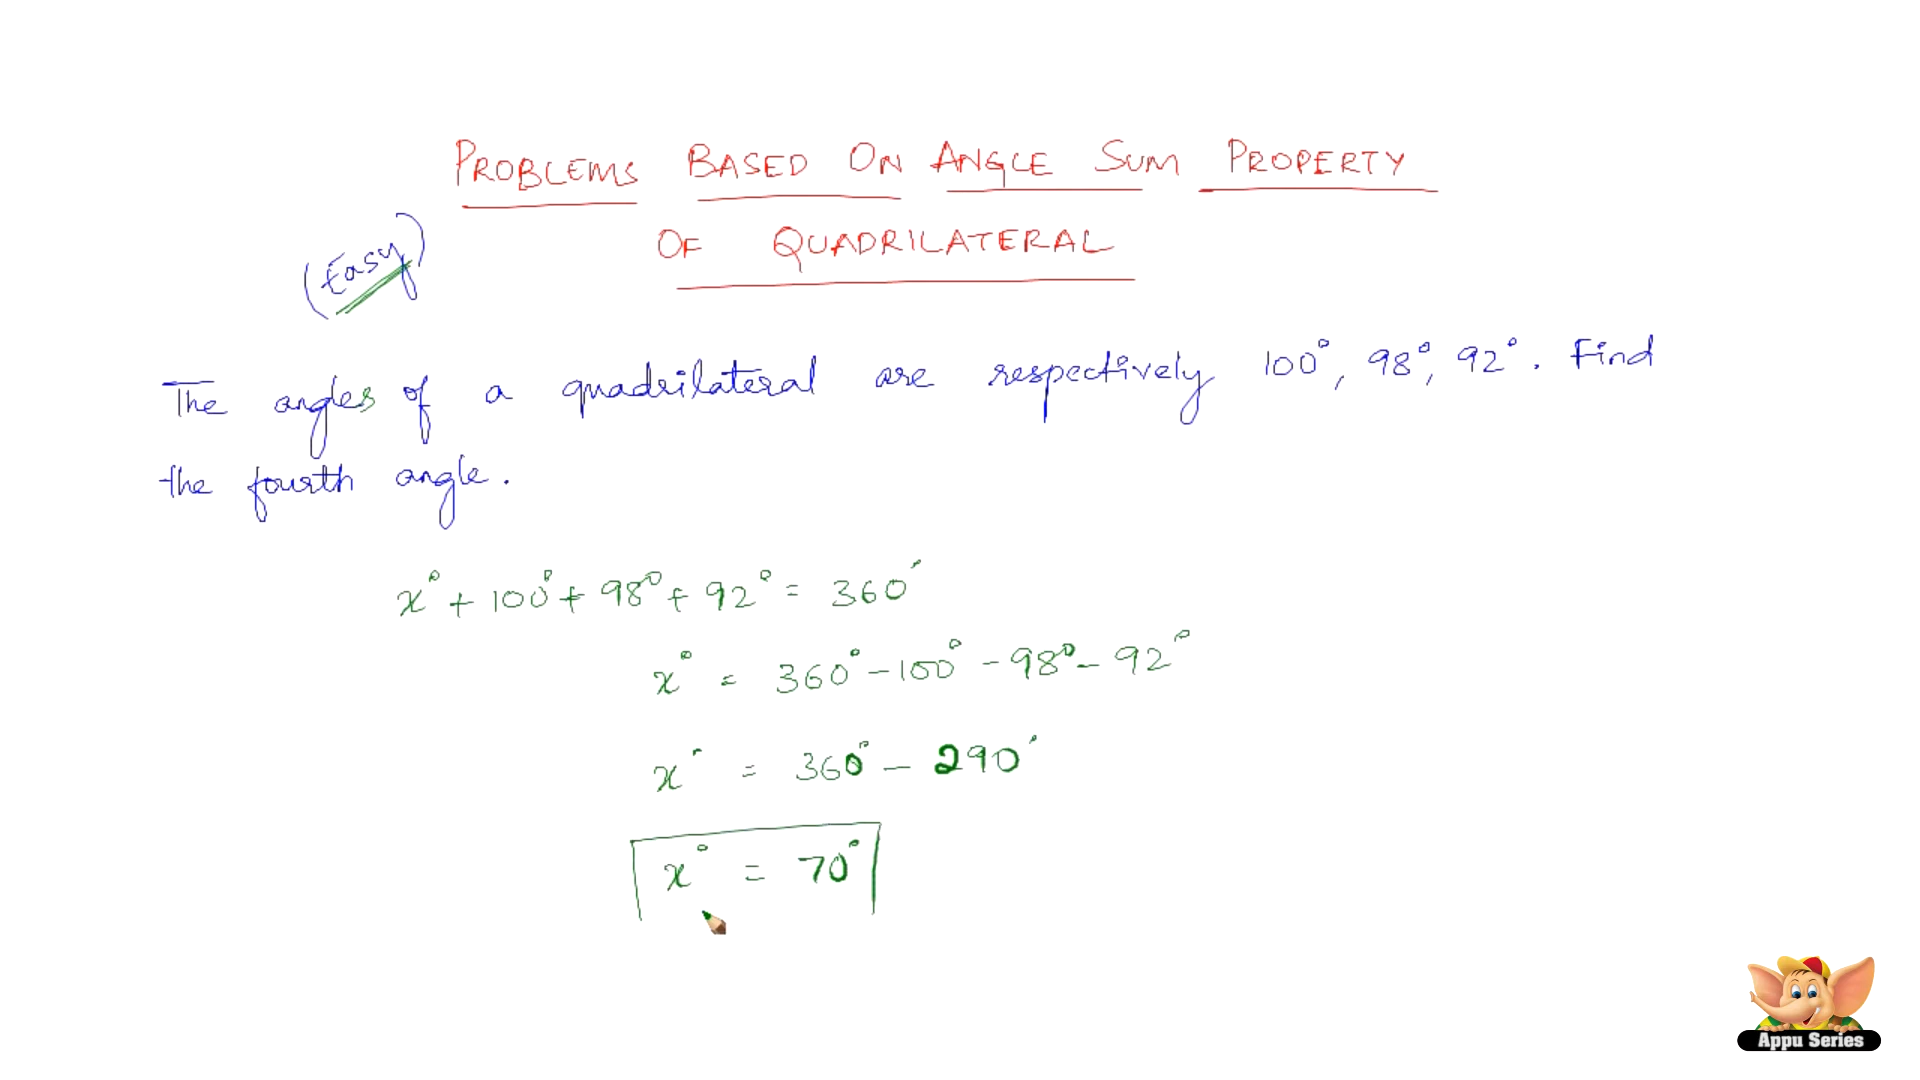 PROBLEMS BASED ON ANGLE SUM PROPERTY
OF QUADRILATERAL
(Easy)
The angles of a quadrilateral are respectively 100°, 98°, 92°. Find
the fourth angle.
x° + 100° + 98° + 92° = 360°
x° = 360° - 100° - 98° - 92°
x° = 360° - 290°
x° = 70°
Appu Series